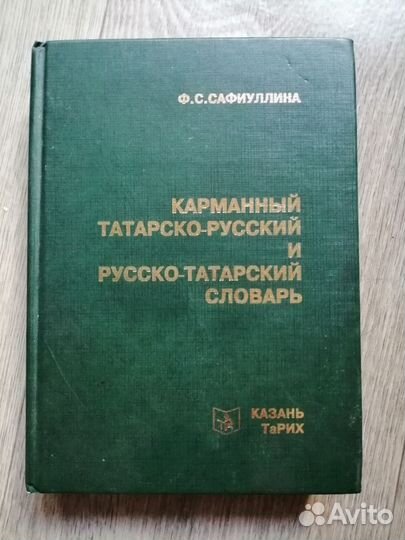 Ф.С.САФИУЛЛИНА
КАРМАННЫЙ
ТАТАРСКО-РУССКИЙ
И
РУССКО-ТАТАРСКИЙ
СЛОВАРЬ
КАЗАНЬ
ТаРИХ
Avito